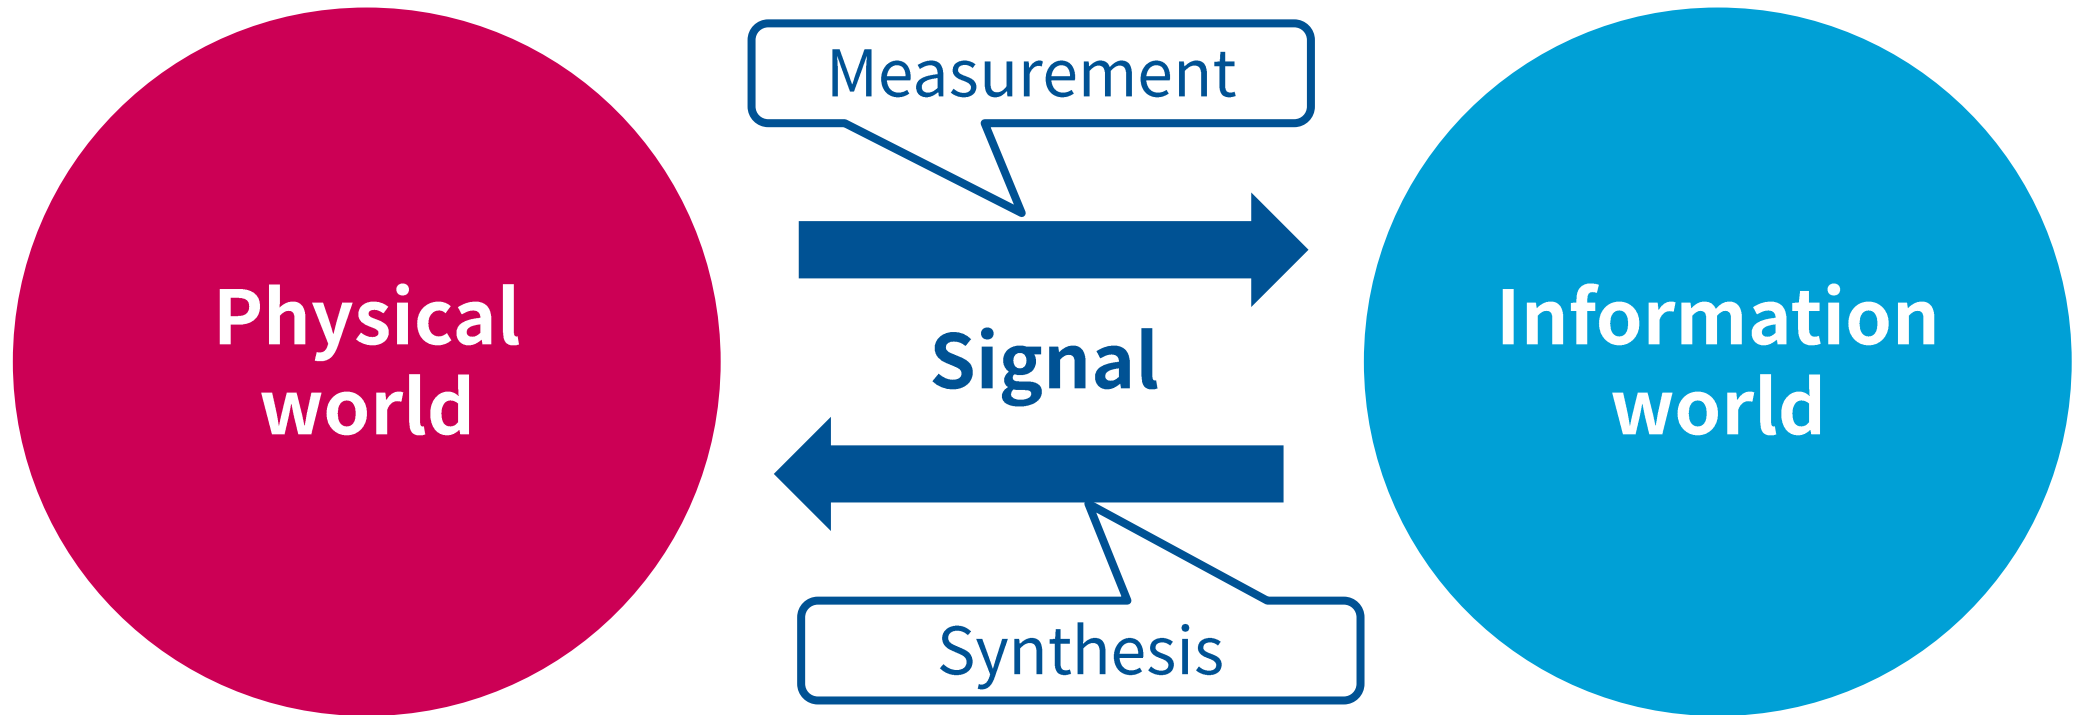 Measurement
Physical
world
Signal
Information
world
Synthesis